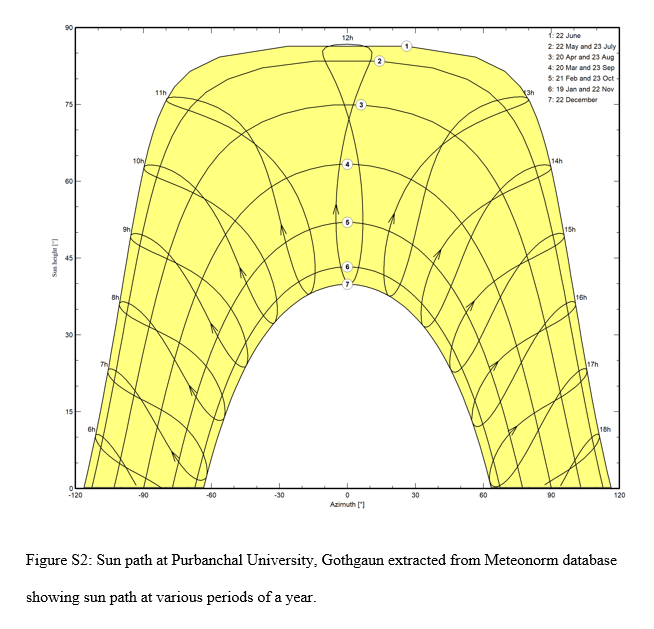 90
75
60
45
30
15
0
Sun height [°]
12h
11h
13h
10h
14h
9h
15h
8h
16h
7h
17h
6h
18h
1
2
3
4
5
6
7
1: 22 June
2: 22 May and 23 July
3: 20 Apr and 23 Aug
4: 20 Mar and 23 Sep
5: 21 Feb and 23 Oct
6: 19 Jan and 22 Nov
7: 22 December
-120 -90 -60 -30 0 30 60 90 120
Azimuth [°]
Figure S2: Sun path at Purbanchal University, Gothgaun extracted from Meteonorm database
showing sun path at various periods of a year.